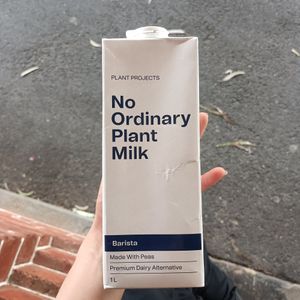 PLANT PROJECTS
No
Ordinary
Plant
Milk
Barista
Made With Peas
Premium Dairy Alternative
1L